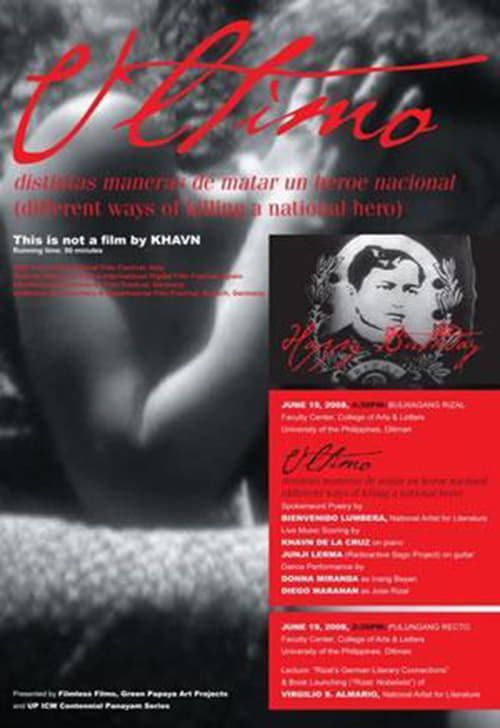 Ultimo
distintas maneras de matar un heroe nacional
(different ways of killing a national hero)
This is not a film by KHAVN
Running time: 90 minutes
Happy Birthday
JUNE 19, 2008, BULWAGANG RIZAL
Faculty Center, College of Arts & Letters
University of the Philippines, Diliman
Ultimo
distintas maneras de matar un heroe nacional
(different ways of killing a national hero)
Spokenword Poetry by
BIENVENIDO LUMBERA, National Artist for Literature
Live Music Scoring by
KHAVN DE LA CRUZ on piano
JUNJI LERMA (Radioactive Sago Project) on guitar
Dance Performance by
DONNA MIRANDA as Inang Bayan
DIEGO MARANAN as Jose Rizal
JUNE 19, 2008, PULUNGANG RECTO
Faculty Center, College of Arts & Letters
University of the Philippines, Diliman
Lecture: "Rizal's German Literary Connections"
& Book Launching ("Rizal: Nobelista") of
VIRGILIO S. ALMARIO, National Artist for Literature
Presented by Filmless Films, Green Papaya Art Projects
and UP ICW Centennial Panayam Series